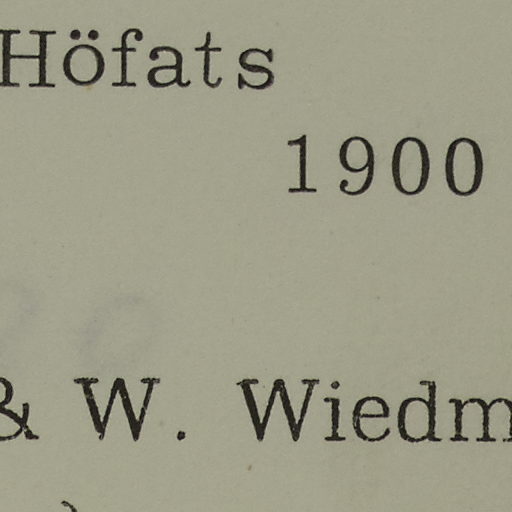 Höfats
1900
& W. Wiedm